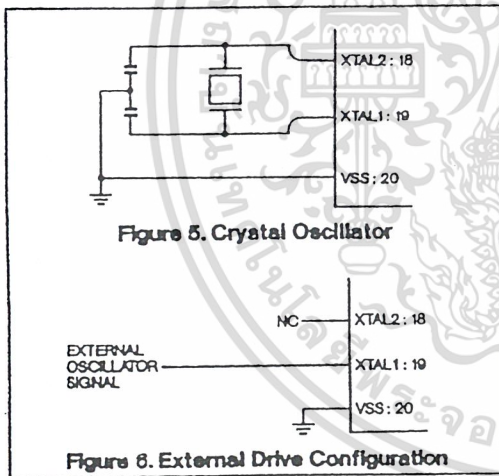 XTAL2: 18
XTAL1: 19
VSS: 20
Figure 5. Crystal Oscillator
NC
XTAL2: 18
EXTERNAL
OSCILLATOR
SIGNAL
XTAL1: 19
VSS: 20
Figure 6. External Drive Configuration